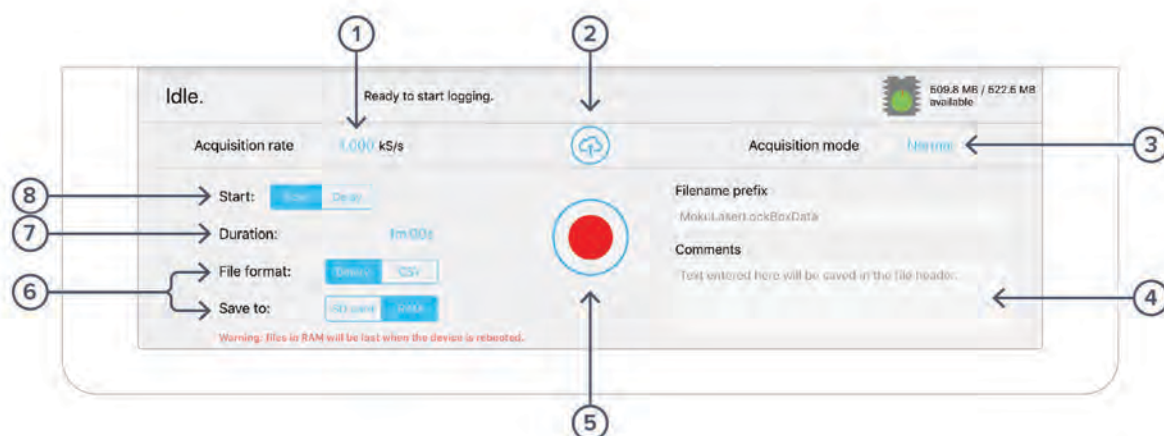 1
2
Idle.
Ready to start logging.
509.8 MB / 522.6 MB
available
Acquisition rate
1.000 kS/s
Acquisition mode
Normal
3
8
Start:
Now
Delay
Filename prefix
MokuLaserLockBoxData
7
Duration:
1m 00s
Comments
6
File format:
Binary
CSV
Text entered here will be saved in the file header.
4
Save to:
SD card
RAM
Warning: files in RAM will be lost when the device is rebooted.
5